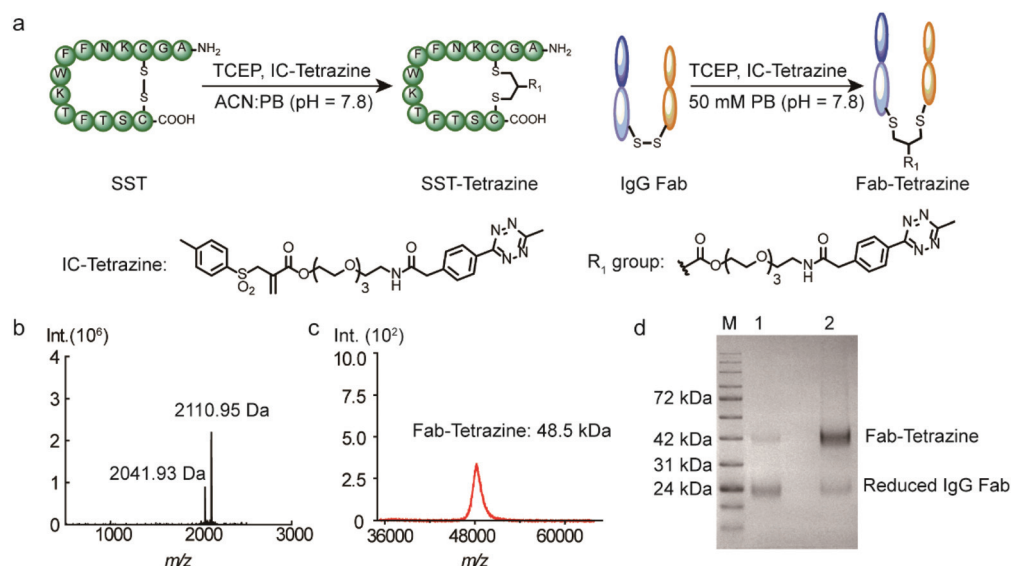 a
F F N K C G A NH₂
W
K
T F T S C COOH
S
S
TCEP, IC-Tetrazine
ACN:PB (pH = 7.8)
F F N K C G A NH₂
W
K
T F T S C COOH
S
S
R₁
S S
TCEP, IC-Tetrazine
50 mM PB (pH = 7.8)
S S
R₁
SST
SST-Tetrazine
IgG Fab
Fab-Tetrazine
IC-Tetrazine:
S
O₂
O
O
O
3
N
H
O
N N
N N
R₁ group:
O
O
O
3
N
H
O
N N
N N
b
Int.(10⁶)
4
3
2
1
0
2110.95 Da
2041.93 Da
1000 2000 3000
m/z
c
Int. (10²)
10.0
7.5
5.0
2.5
0
Fab-Tetrazine: 48.5 kDa
36000 48000 60000
m/z
d
M 1 2
72 kDa
42 kDa
31 kDa
24 kDa
Fab-Tetrazine
Reduced IgG Fab